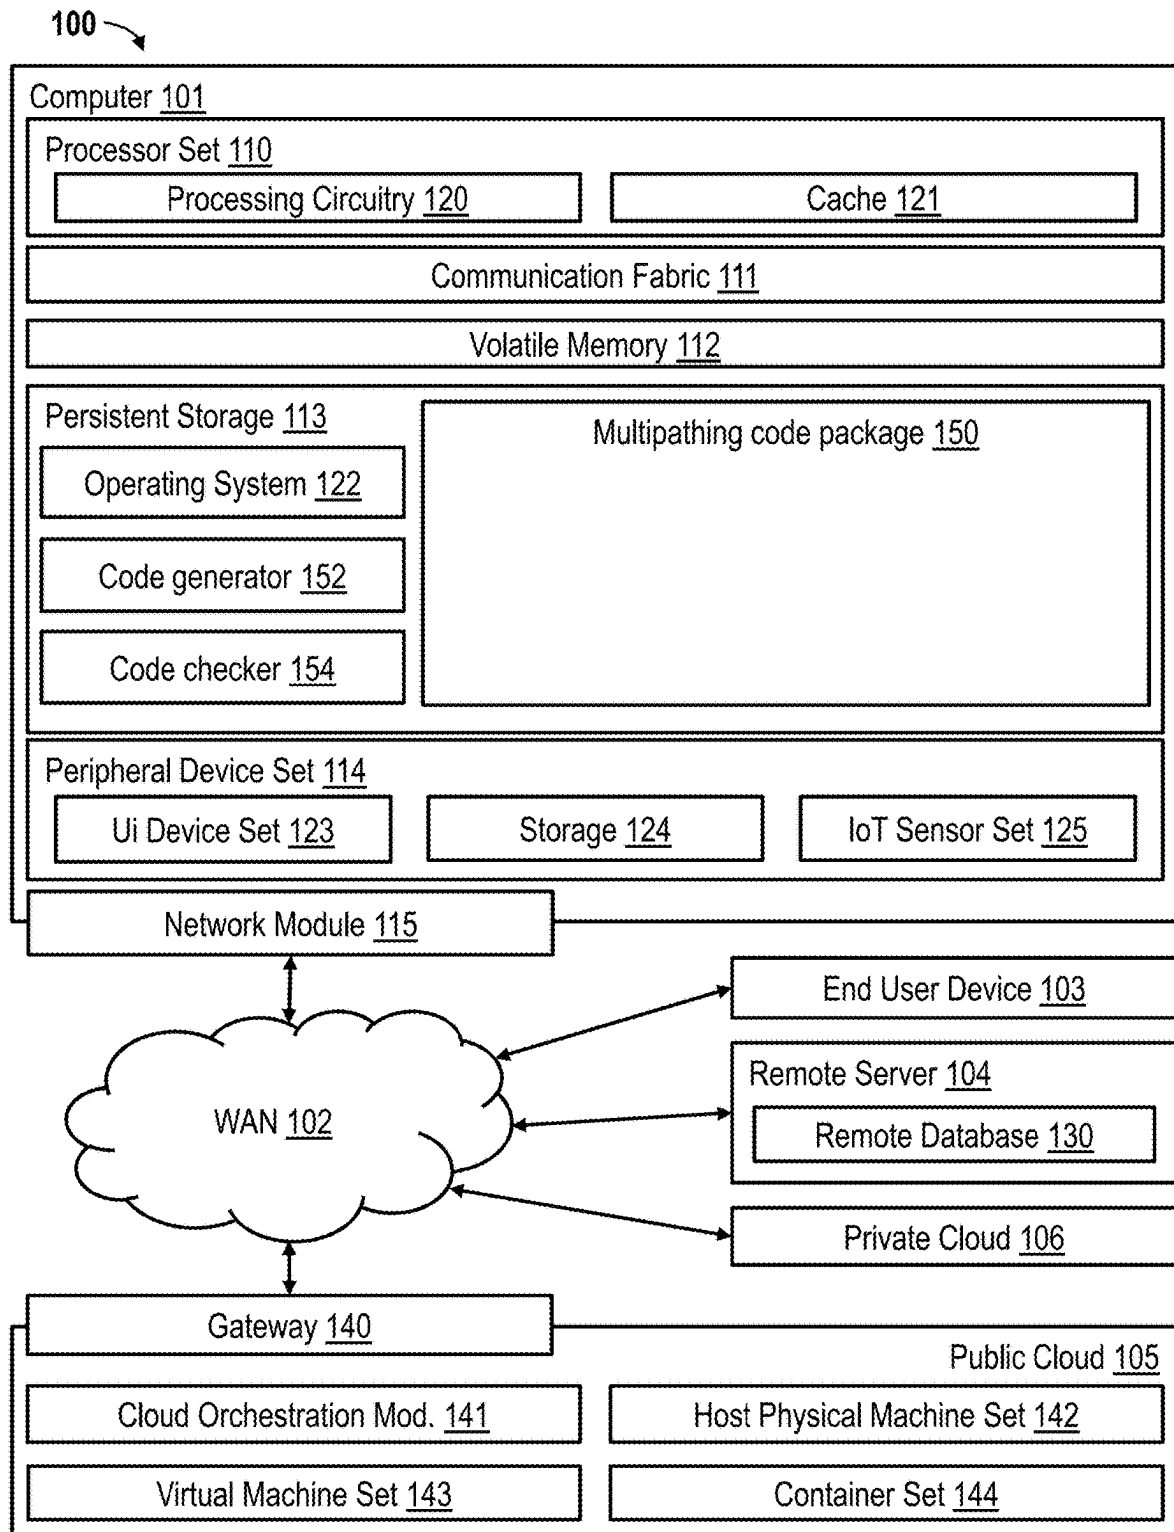 100
Computer 101
Processor Set 110
Processing Circuitry 120
Cache 121
Communication Fabric 111
Volatile Memory 112
Persistent Storage 113
Multipathing code package 150
Operating System 122
Code generator 152
Code checker 154
Peripheral Device Set 114
Ui Device Set 123
Storage 124
IoT Sensor Set 125
Network Module 115
End User Device 103
Remote Server 104
WAN 102
Remote Database 130
Private Cloud 106
Gateway 140
Public Cloud 105
Cloud Orchestration Mod. 141
Host Physical Machine Set 142
Virtual Machine Set 143
Container Set 144